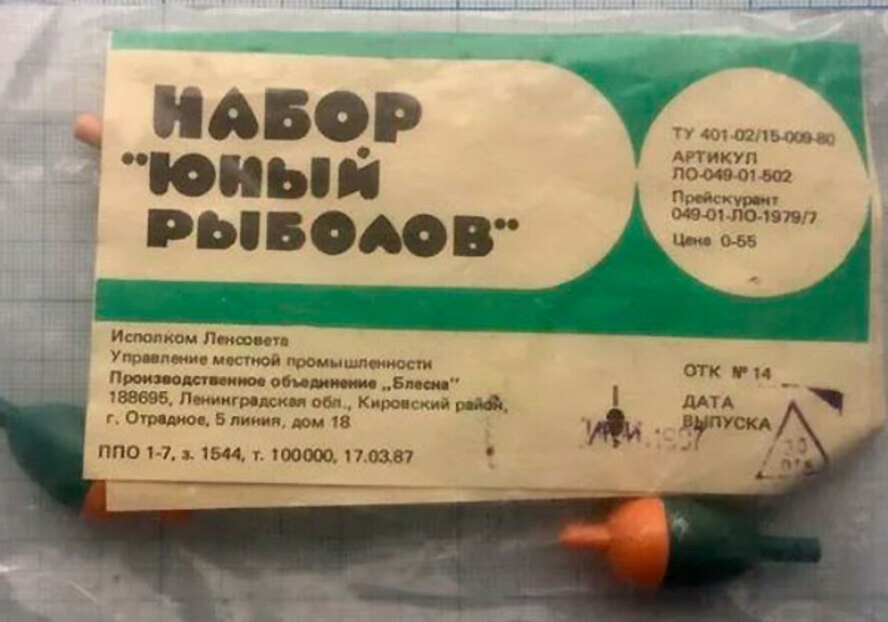 НАБОР
"ЮНЫЙ
РЫБОЛОВ"
ТУ 401-02/15-009-80
АРТИКУЛ
ЛО-049-01-502
Прейскурант
049-01-ЛО-1979/7
Цена 0-55
Исполком Ленсовета
Управление местной промышленности
Производственное объединение „Блесна"
188695, Ленинградская обл., Кировский район,
г. Отрадное, 5 линия, дом 18
ППО 1-7, з. 1544, т. 100000, 17.03.87
ОТК № 14
ДАТА
ВЫПУСКА